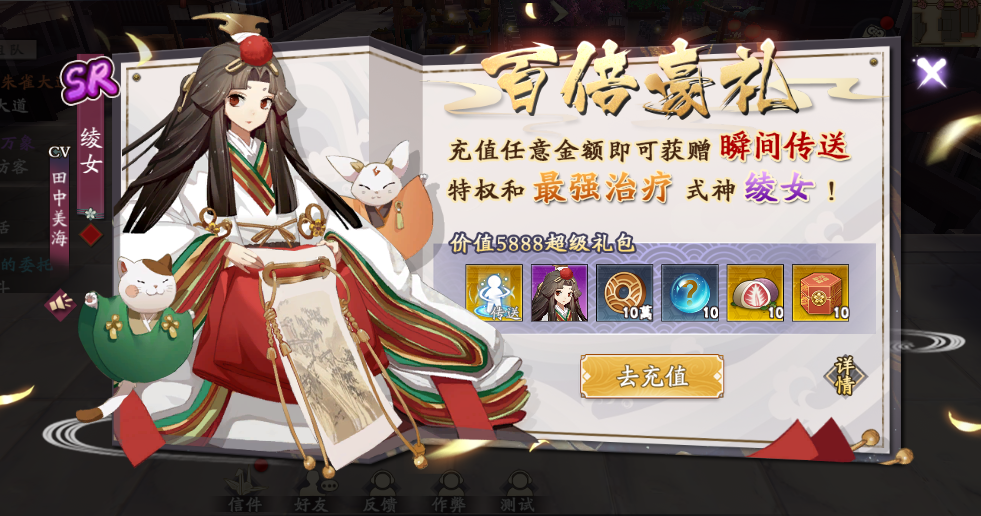 组队
朱雀大
大道
万象
访客
活
的委托
SR
绫女
CV
田中美海
百倍豪礼
充值任意金额即可获赠 瞬间传送
特权和 最强治疗 式神 绫女 !
价值5888超级礼包
传送
10萬
?
10
10
10
去充值
详情
信件
好友
反馈
作弊
测试